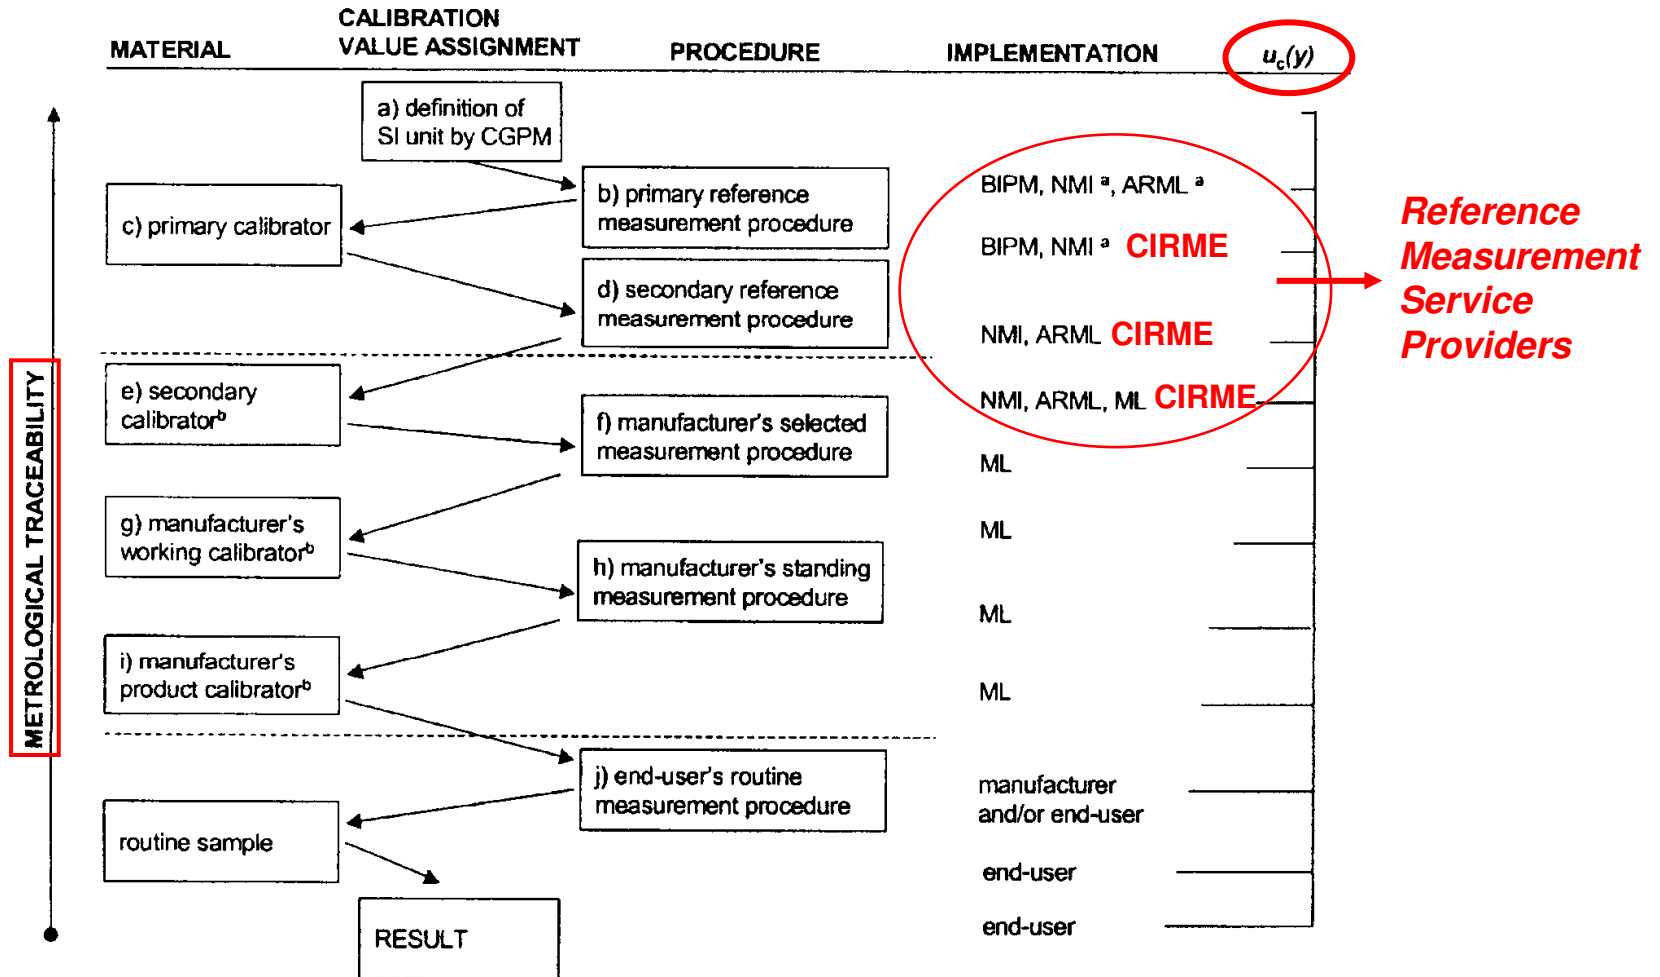 CALIBRATION
MATERIAL VALUE ASSIGNMENT PROCEDURE IMPLEMENTATION uc(y)
a) definition of
SI unit by CGPM
b) primary reference
measurement procedure
BIPM, NMI a, ARML a
c) primary calibrator
BIPM, NMI a CIRME
d) secondary reference
measurement procedure
NMI, ARML CIRME
Reference
Measurement
Service
Providers
e) secondary
calibratorb
NMI, ARML, ML CIRME
f) manufacturer's selected
measurement procedure
ML
g) manufacturer's
working calibratorb
ML
h) manufacturer's standing
measurement procedure
ML
i) manufacturer's
product calibratorb
ML
j) end-user's routine
measurement procedure
manufacturer
and/or end-user
routine sample
end-user
RESULT
end-user
METROLOGICAL TRACEABILITY